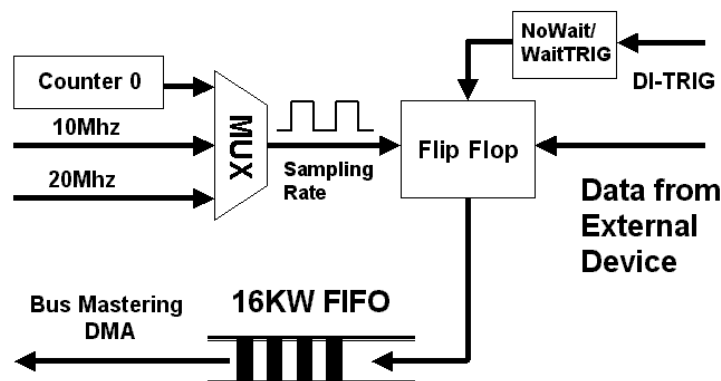 NoWait/
WaitTRIG
DI-TRIG
Counter 0
10Mhz
20Mhz
MUX
Sampling
Rate
Flip Flop
Data from
External
Device
16KW FIFO
Bus Mastering
DMA